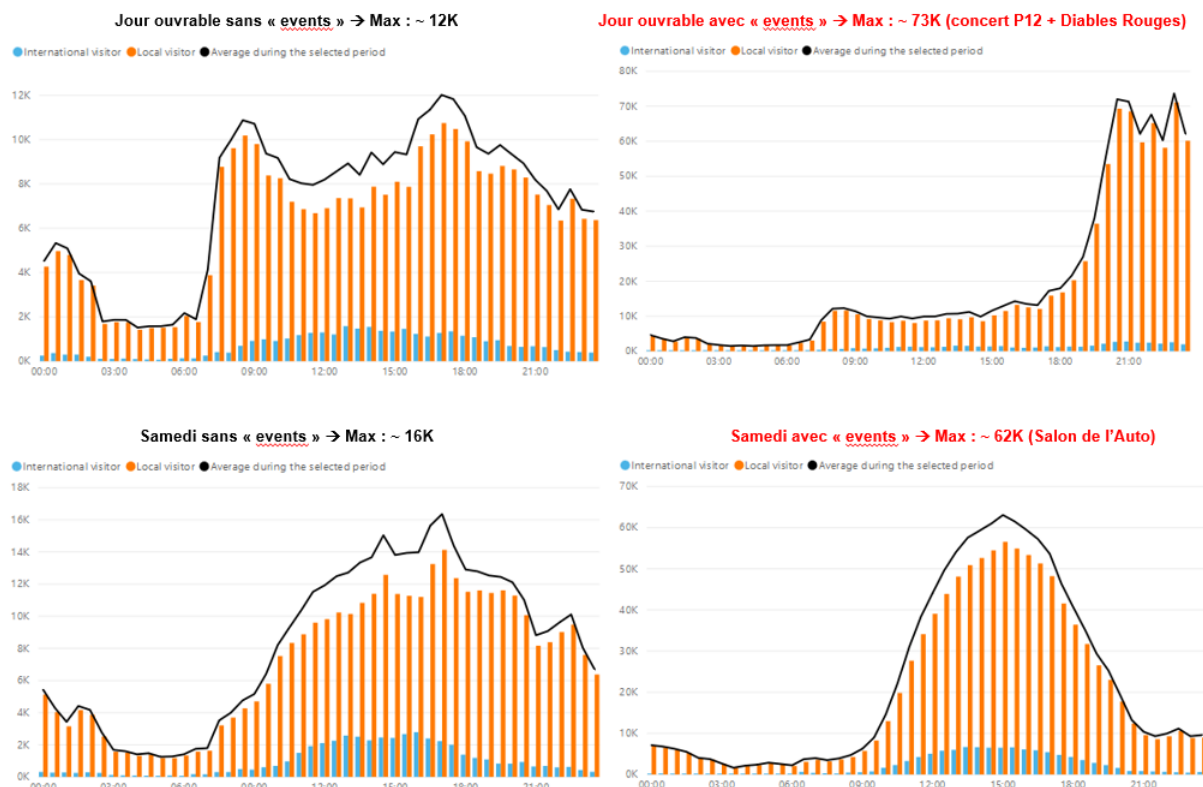 Jour ouvrable sans « events » → Max : ~ 12K
International visitor Local visitor Average during the selected period
12K
10K
8K
6K
4K
2K
0K
00:00 03:00 06:00 09:00 12:00 15:00 18:00 21:00
Jour ouvrable avec « events » → Max : ~ 73K (concert P12 + Diables Rouges)
International visitor Local visitor Average during the selected period
80K
70K
60K
50K
40K
30K
20K
10K
0K
00:00 03:00 06:00 09:00 12:00 15:00 18:00 21:00
Samedi sans « events » → Max : ~ 16K
International visitor Local visitor Average during the selected period
18K
16K
14K
12K
10K
8K
6K
4K
2K
0K
00:00 03:00 06:00 09:00 12:00 15:00 18:00 21:00
Samedi avec « events » → Max : ~ 62K (Salon de l'Auto)
International visitor Local visitor Average during the selected period
70K
60K
50K
40K
30K
20K
10K
0K
00:00 03:00 06:00 09:00 12:00 15:00 18:00 21:00